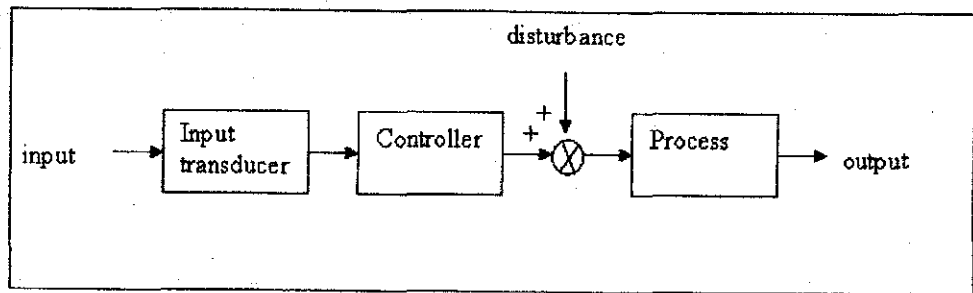 disturbance
+
+
input
Input
transducer
Controller
Process
output